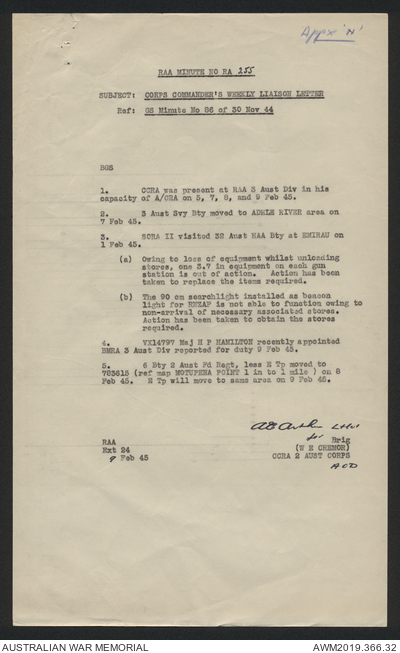 Appx 'N'
RAA MINUTE NO RA 255
SUBJECT: CORPS COMMANDER'S WEEKLY LIAISON LETTER
Ref: GS Minute No 86 of 30 Nov 44
BGS
1. CCRA was present at RAA 3 Aust Div in his
capacity of A/CRA on 5, 7, 8, and 9 Feb 45.
2. 3 Aust Svy Bty moved to ADELE RIVER area on
7 Feb 45.
3. SORA II visited 32 Aust HAA Bty at EMIRAU on
1 Feb 45.
(a) Owing to loss of equipment whilst unloading
stores, one 3.7 in equipment on each gun
station is out of action. Action has been
taken to replace the items required.
(b) The 90 cm searchlight installed as beacon
light for is not able to function owing to
non-arrival of necessary associated stores.
Action has been taken to obtain the stores
required.
4. VX14797 Maj H P HAMILTON recently appointed
BMRA 3 Aust Div reported for duty 9 Feb 45.
5. 6 Bty 2 Aust Fd Regt, less E Tp moved to
783615 (ref map MOTUPENA POINT 1 in to 1 mile ) on 8
Feb 45. E Tp will move to same area on 9 Feb 45.
for Brig
RAA (W E CREMOR)
Ext 24 CCRA 2 AUST CORPS
9 Feb 45
AUSTRALIAN WAR MEMORIAL AWM2019.366.32